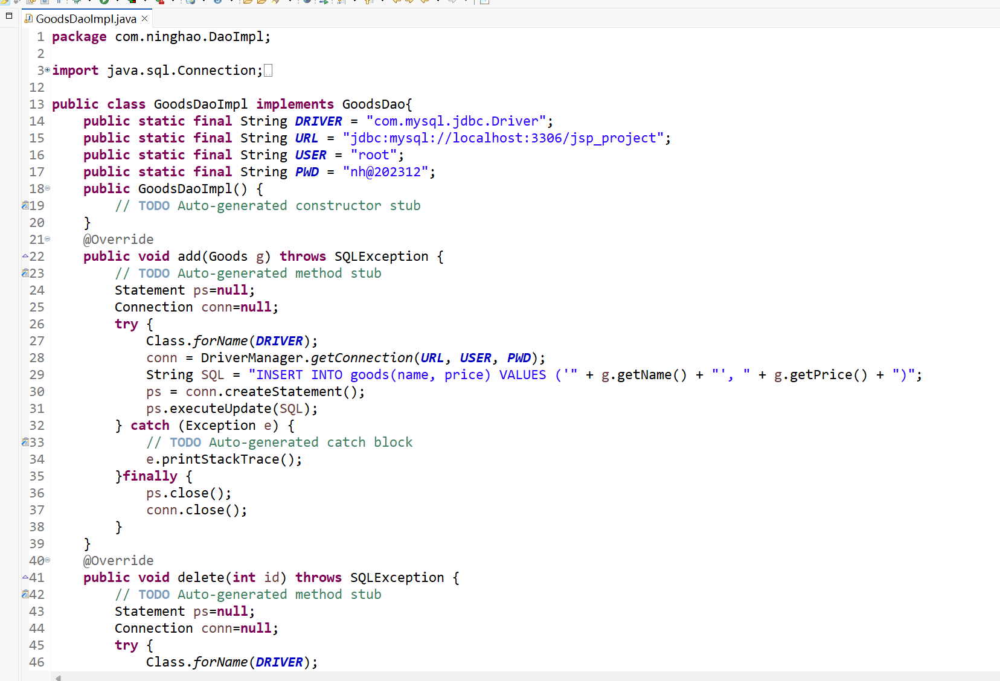 GoodsDaoImpl.java
1 package com.ninghao.DaoImpl;
2
3 import java.sql.Connection;
12
13 public class GoodsDaoImpl implements GoodsDao{
14     public static final String DRIVER = "com.mysql.jdbc.Driver";
15     public static final String URL = "jdbc:mysql://localhost:3306/jsp_project";
16     public static final String USER = "root";
17     public static final String PWD = "nh@202312";
18     public GoodsDaoImpl() {
19         // TODO Auto-generated constructor stub
20     }
21     @Override
22     public void add(Goods g) throws SQLException {
23         // TODO Auto-generated method stub
24         Statement ps=null;
25         Connection conn=null;
26         try {
27             Class.forName(DRIVER);
28             conn = DriverManager.getConnection(URL, USER, PWD);
29             String SQL = "INSERT INTO goods(name, price) VALUES ('" + g.getName() + "', " + g.getPrice() + ")";
30             ps = conn.createStatement();
31             ps.executeUpdate(SQL);
32         } catch (Exception e) {
33             // TODO Auto-generated catch block
34             e.printStackTrace();
35         }finally {
36             ps.close();
37             conn.close();
38         }
39     }
40     @Override
41     public void delete(int id) throws SQLException {
42         // TODO Auto-generated method stub
43         Statement ps=null;
44         Connection conn=null;
45         try {
46             Class.forName(DRIVER);